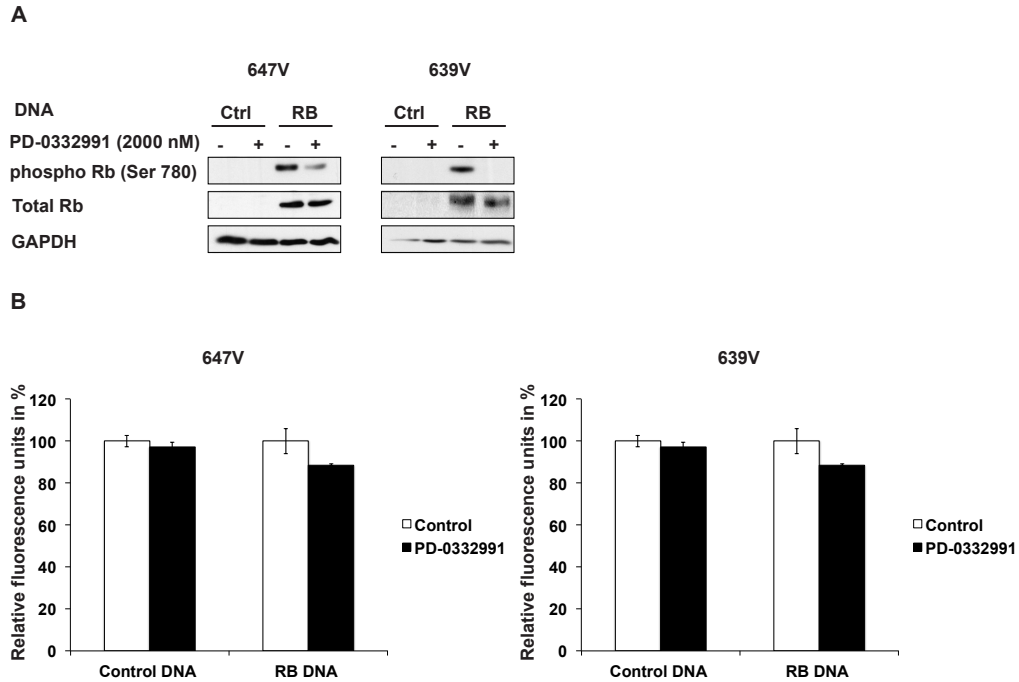 A
647V 639V
DNA Ctrl RB Ctrl RB
PD-0332991 (2000 nM) - + - + - + - +
phospho Rb (Ser 780)
Total Rb
GAPDH
B
647V
Relative fluorescence units in %
120
100
80
60
40
20
0
Control DNA RB DNA
Control
PD-0332991
639V
Relative fluorescence units in %
120
100
80
60
40
20
0
Control DNA RB DNA
Control
PD-0332991